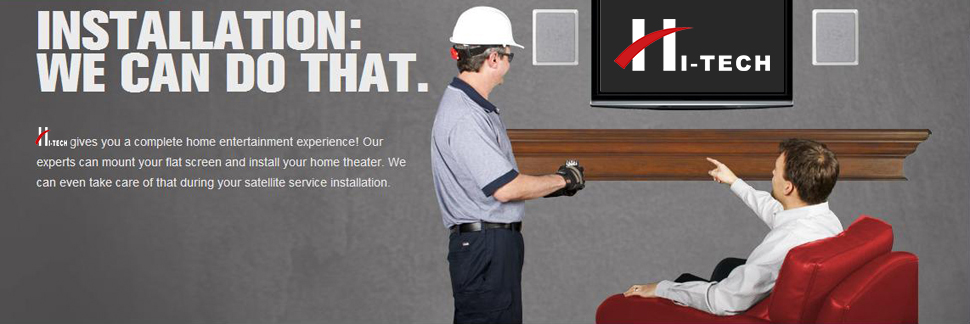 INSTALLATION:
WE CAN DO THAT.
HI-TECH
HI-TECH gives you a complete home entertainment experience! Our
experts can mount your flat screen and install your home theater. We
can even take care of that during your satellite service installation.